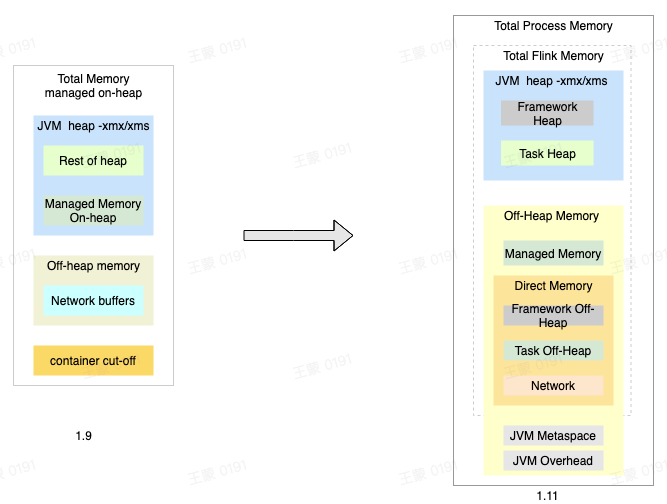 Total Memory
managed on-heap
JVM heap -xmx/xms
Rest of heap
Managed Memory
On-heap
Off-heap memory
Network buffers
container cut-off
1.9
Total Process Memory
Total Flink Memory
JVM heap -xmx/xms
Framework
Heap
Task Heap
Off-Heap Memory
Managed Memory
Direct Memory
Framework Off-
Heap
Task Off-Heap
Network
JVM Metaspace
JVM Overhead
1.11
王蒙 0191